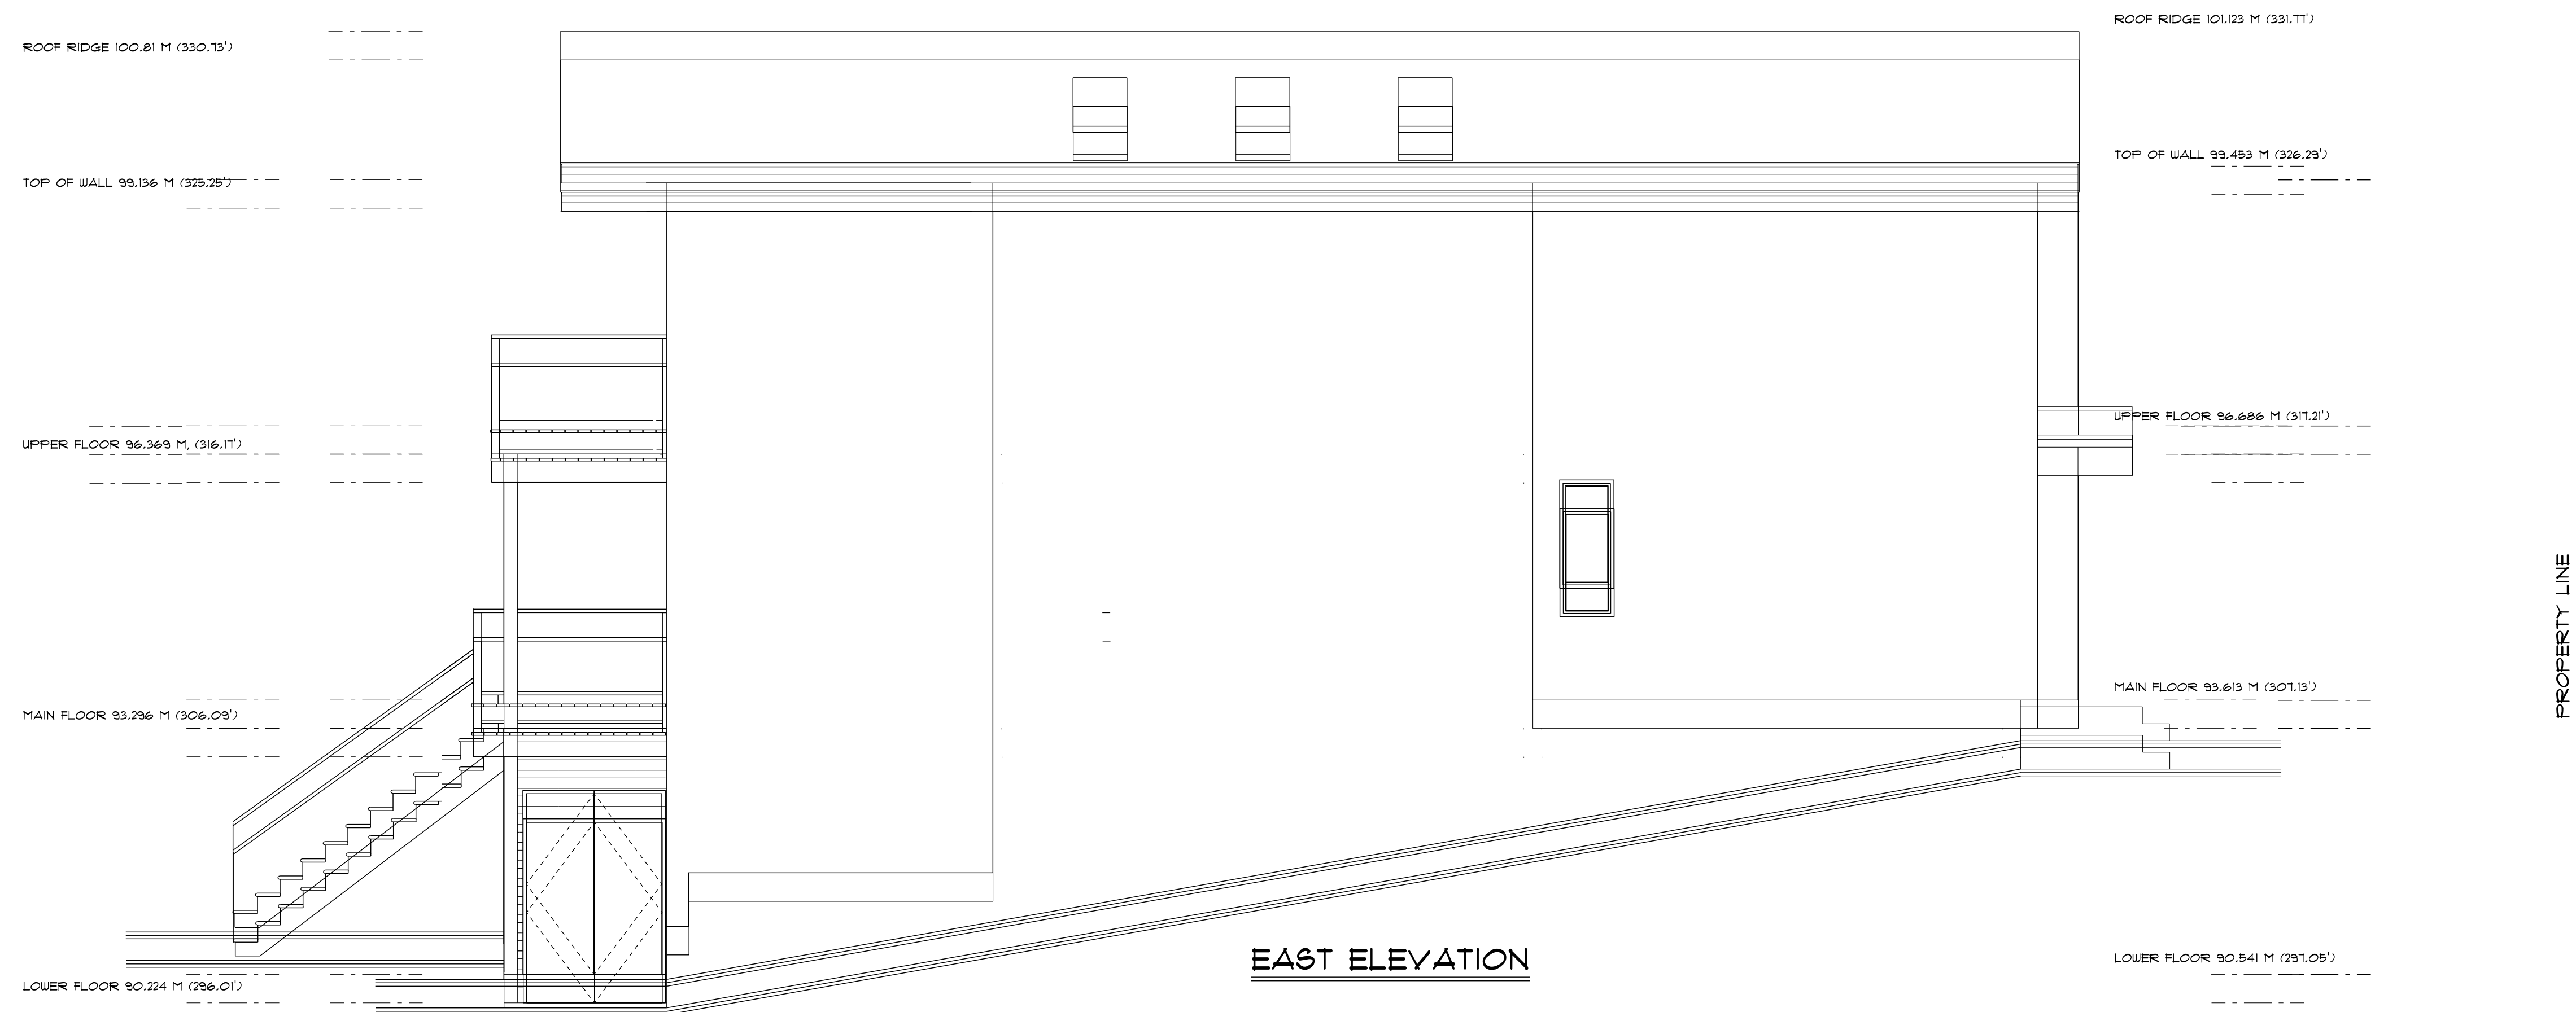 ROOF RIDGE 101.123 M (331.77')
ROOF RIDGE 100.81 M (330.73')
TOP OF WALL 99.453 M (326.29')
TOP OF WALL 99.136 M (325.25')
UPPER FLOOR 96.686 M (317.21')
UPPER FLOOR 96.369 M, (316.17')
PROPERTY LINE
MAIN FLOOR 93.613 M (307.13')
MAIN FLOOR 93.296 M (306.09')
EAST ELEVATION
LOWER FLOOR 90.541 M (297.05')
LOWER FLOOR 90.224 M (296.01')